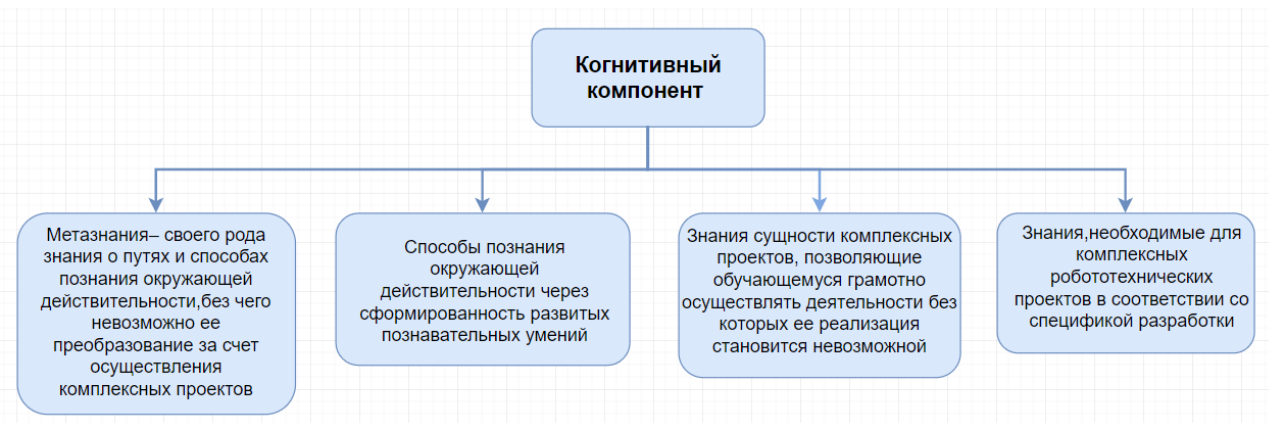 Когнитивный
компонент
Метазнания– своего рода
знания о путях и способах
познания окружающей
действительности,без чего
невозможно ее
преобразование за счет
осуществления
комплексных проектов
Способы познания
окружающей
действительности через
сформированность развитых
познавательных умений
Знания сущности комплексных
проектов, позволяющие
обучающемуся грамотно
осуществлять деятельности без
которых ее реализация
становится невозможной
Знания,необходимые для
комплексных
робототехнических
проектов в соответствии со
спецификой разработки